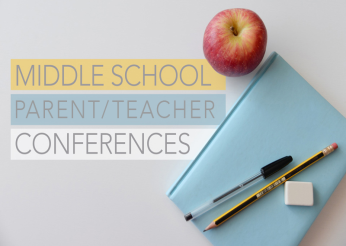 MIDDLE SCHOOL
PARENT/TEACHER
CONFERENCES